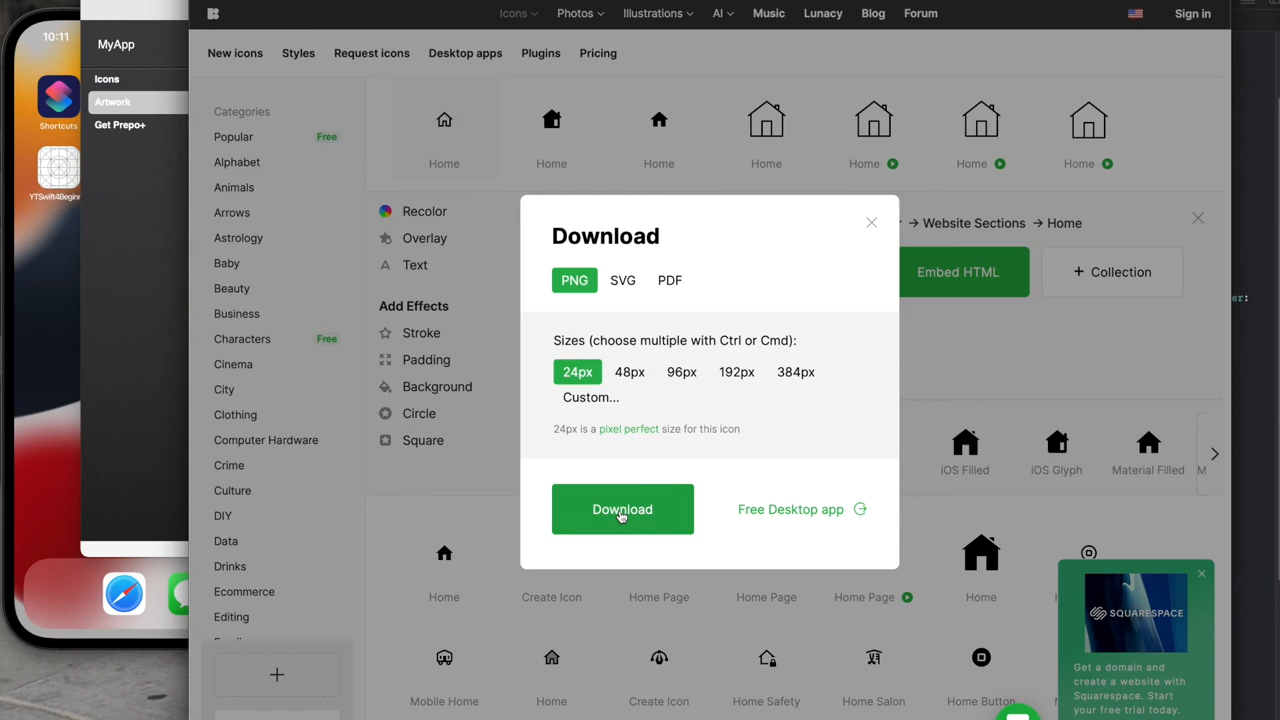 10:11
Shortcuts
MyApp
Icons
Artwork
Get Prepo+
Icons
Photos
Illustrations
AI
Music
Lunacy
Blog
Forum
Sign in
New icons
Styles
Request icons
Desktop apps
Plugins
Pricing
Categories
Popular
Free
Alphabet
Animals
Arrows
Astrology
Baby
Beauty
Business
Characters
Free
Cinema
City
Clothing
Computer Hardware
Crime
Culture
DIY
Data
Drinks
Ecommerce
Editing
Home
Home
Home
Home
Home
Home
Home
Recolor
Overlay
Text
Add Effects
Stroke
Padding
Background
Circle
Square
Website Sections
Home
Embed HTML
+ Collection
Download
PNG
SVG
PDF
Sizes (choose multiple with Ctrl or Cmd):
24px
48px
96px
192px
384px
Custom...
24px is a pixel perfect size for this icon
Download
Free Desktop app
iOS Filled
iOS Glyph
Material Filled
Home
Create Icon
Home Page
Home Page
Home Page
Home
Mobile Home
Home
Create Icon
Home Safety
Home Salon
Home Button
SQUARESPACE
Get a domain and
create a website with
Squarespace. Start
your free trial today.